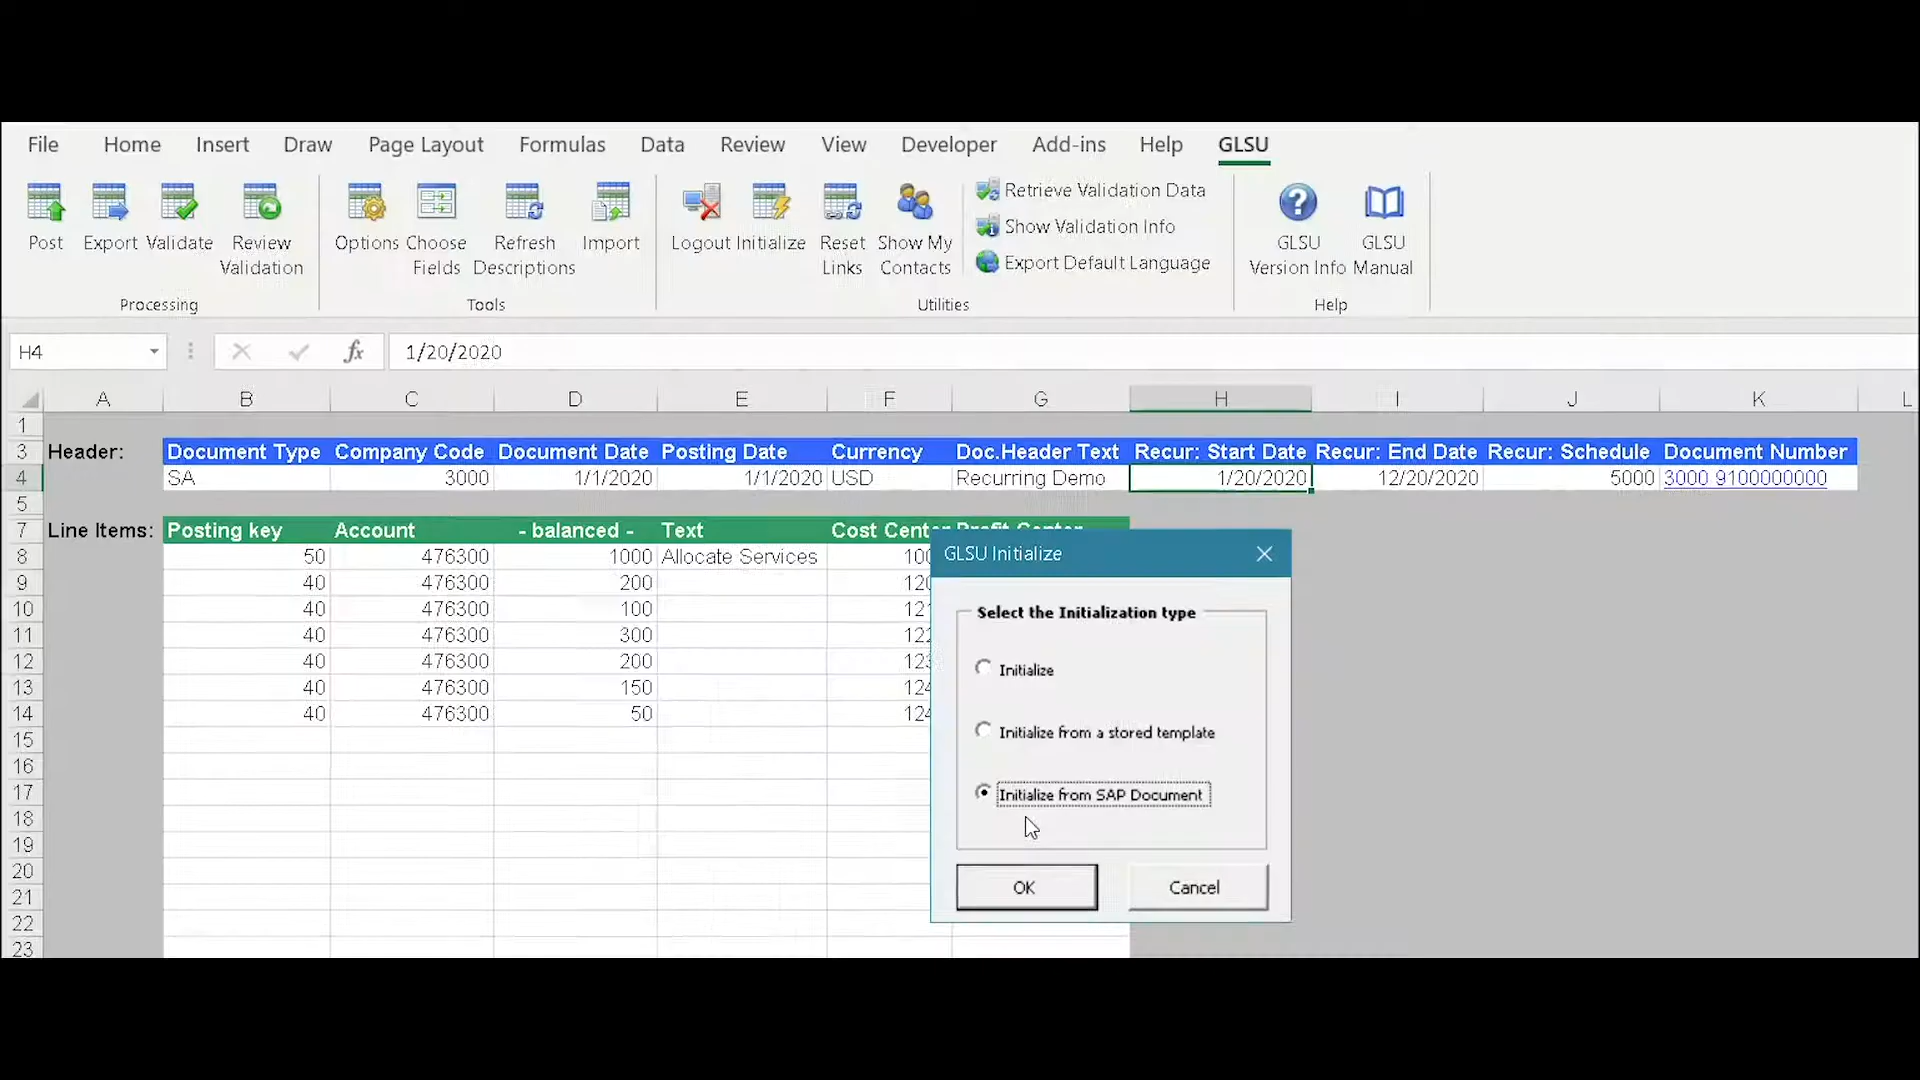 File Home Insert Draw Page Layout Formulas Data Review View Developer Add-ins Help GLSU
Post Export Validate Review Validation
Options Choose Fields Refresh Descriptions Import
Logout Initialize Reset Links Show My Contacts
Retrieve Validation Data
Show Validation Info
Export Default Language
GLSU Version Info GLSU Manual
Processing Tools Utilities Help
H4 fx 1/20/2020
A B C D E F G H I J K L
1
3 Header: Document Type Company Code Document Date Posting Date Currency Doc.Header Text Recur: Start Date Recur: End Date Recur: Schedule Document Number
4 SA 3000 1/1/2020 1/1/2020 USD Recurring Demo 1/20/2020 12/20/2020 5000 3000 9100000000
5
7 Line Items: Posting key Account - balanced - Text Cost Center Profit Center
8 50 476300 1000 Allocate Services
9 40 476300 200
10 40 476300 100
11 40 476300 300
12 40 476300 200
13 40 476300 150
14 40 476300 50
15
16
17
18
19
20
21
22
23
GLSU Initialize
Select the Initialization type
Initialize
Initialize from a stored template
Initialize from SAP Document
OK Cancel